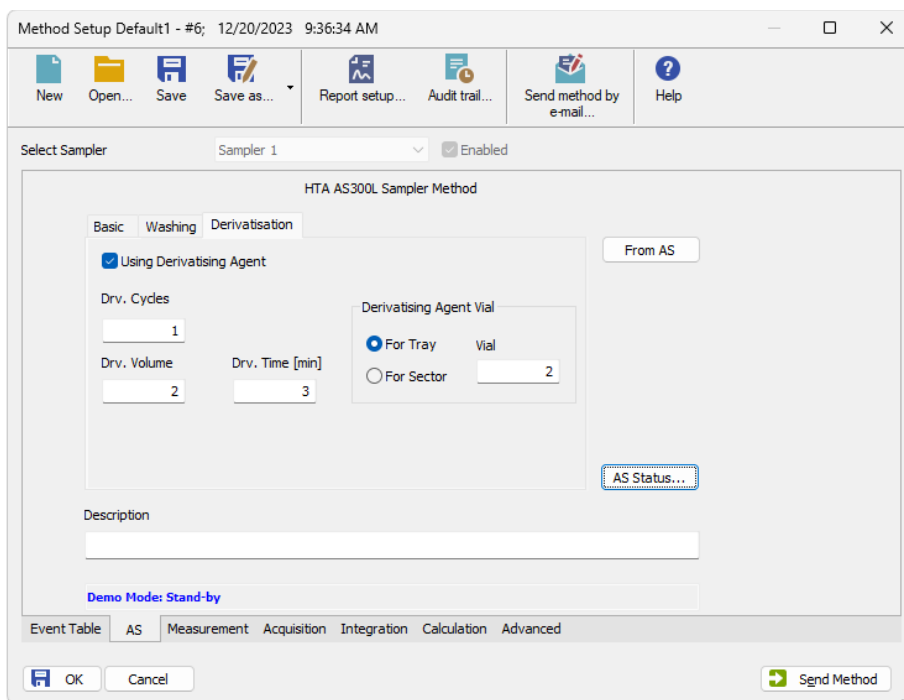 Method Setup Default1 - #6;   12/20/2023   9:36:34 AM
New
Open...
Save
Save as...
Report setup...
Audit trail...
Send method by
e-mail...
Help
Select Sampler
Sampler 1
Enabled
HTA AS300L Sampler Method
Basic
Washing
Derivatisation
From AS
Using Derivatising Agent
Drv. Cycles
1
Drv. Volume
2
Drv. Time [min]
3
Derivatising Agent Vial
For Tray
For Sector
Vial
2
AS Status...
Description
Demo Mode: Stand-by
Event Table
AS
Measurement
Acquisition
Integration
Calculation
Advanced
OK
Cancel
Send Method